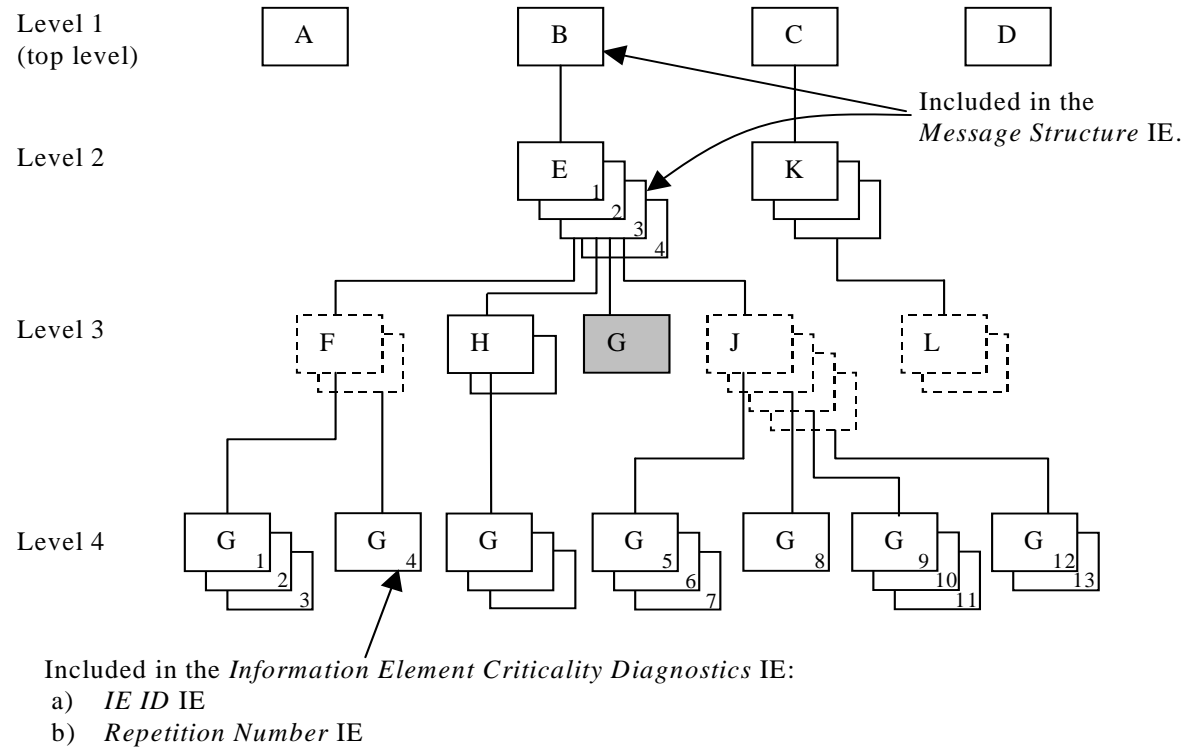 Level 1
(top level)
A
B
C
D
Included in the
Message Structure IE.
Level 2
E
1
2
3
4
K
Level 3
F
H
G
J
L
Level 4
G
1
2
3
G
4
G
G
5
6
7
G
8
G
9
10
11
G
12
13
Included in the Information Element Criticality Diagnostics IE:
a) IE ID IE
b) Repetition Number IE